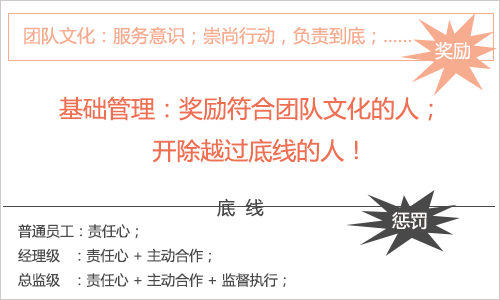 团队文化：服务意识；崇尚行动，负责到底；……
奖励
基础管理：奖励符合团队文化的人；
开除越过底线的人！
底 线
惩罚
普通员工：责任心；
经理级 ：责任心 + 主动合作；
总监级 ：责任心 + 主动合作 + 监督执行；